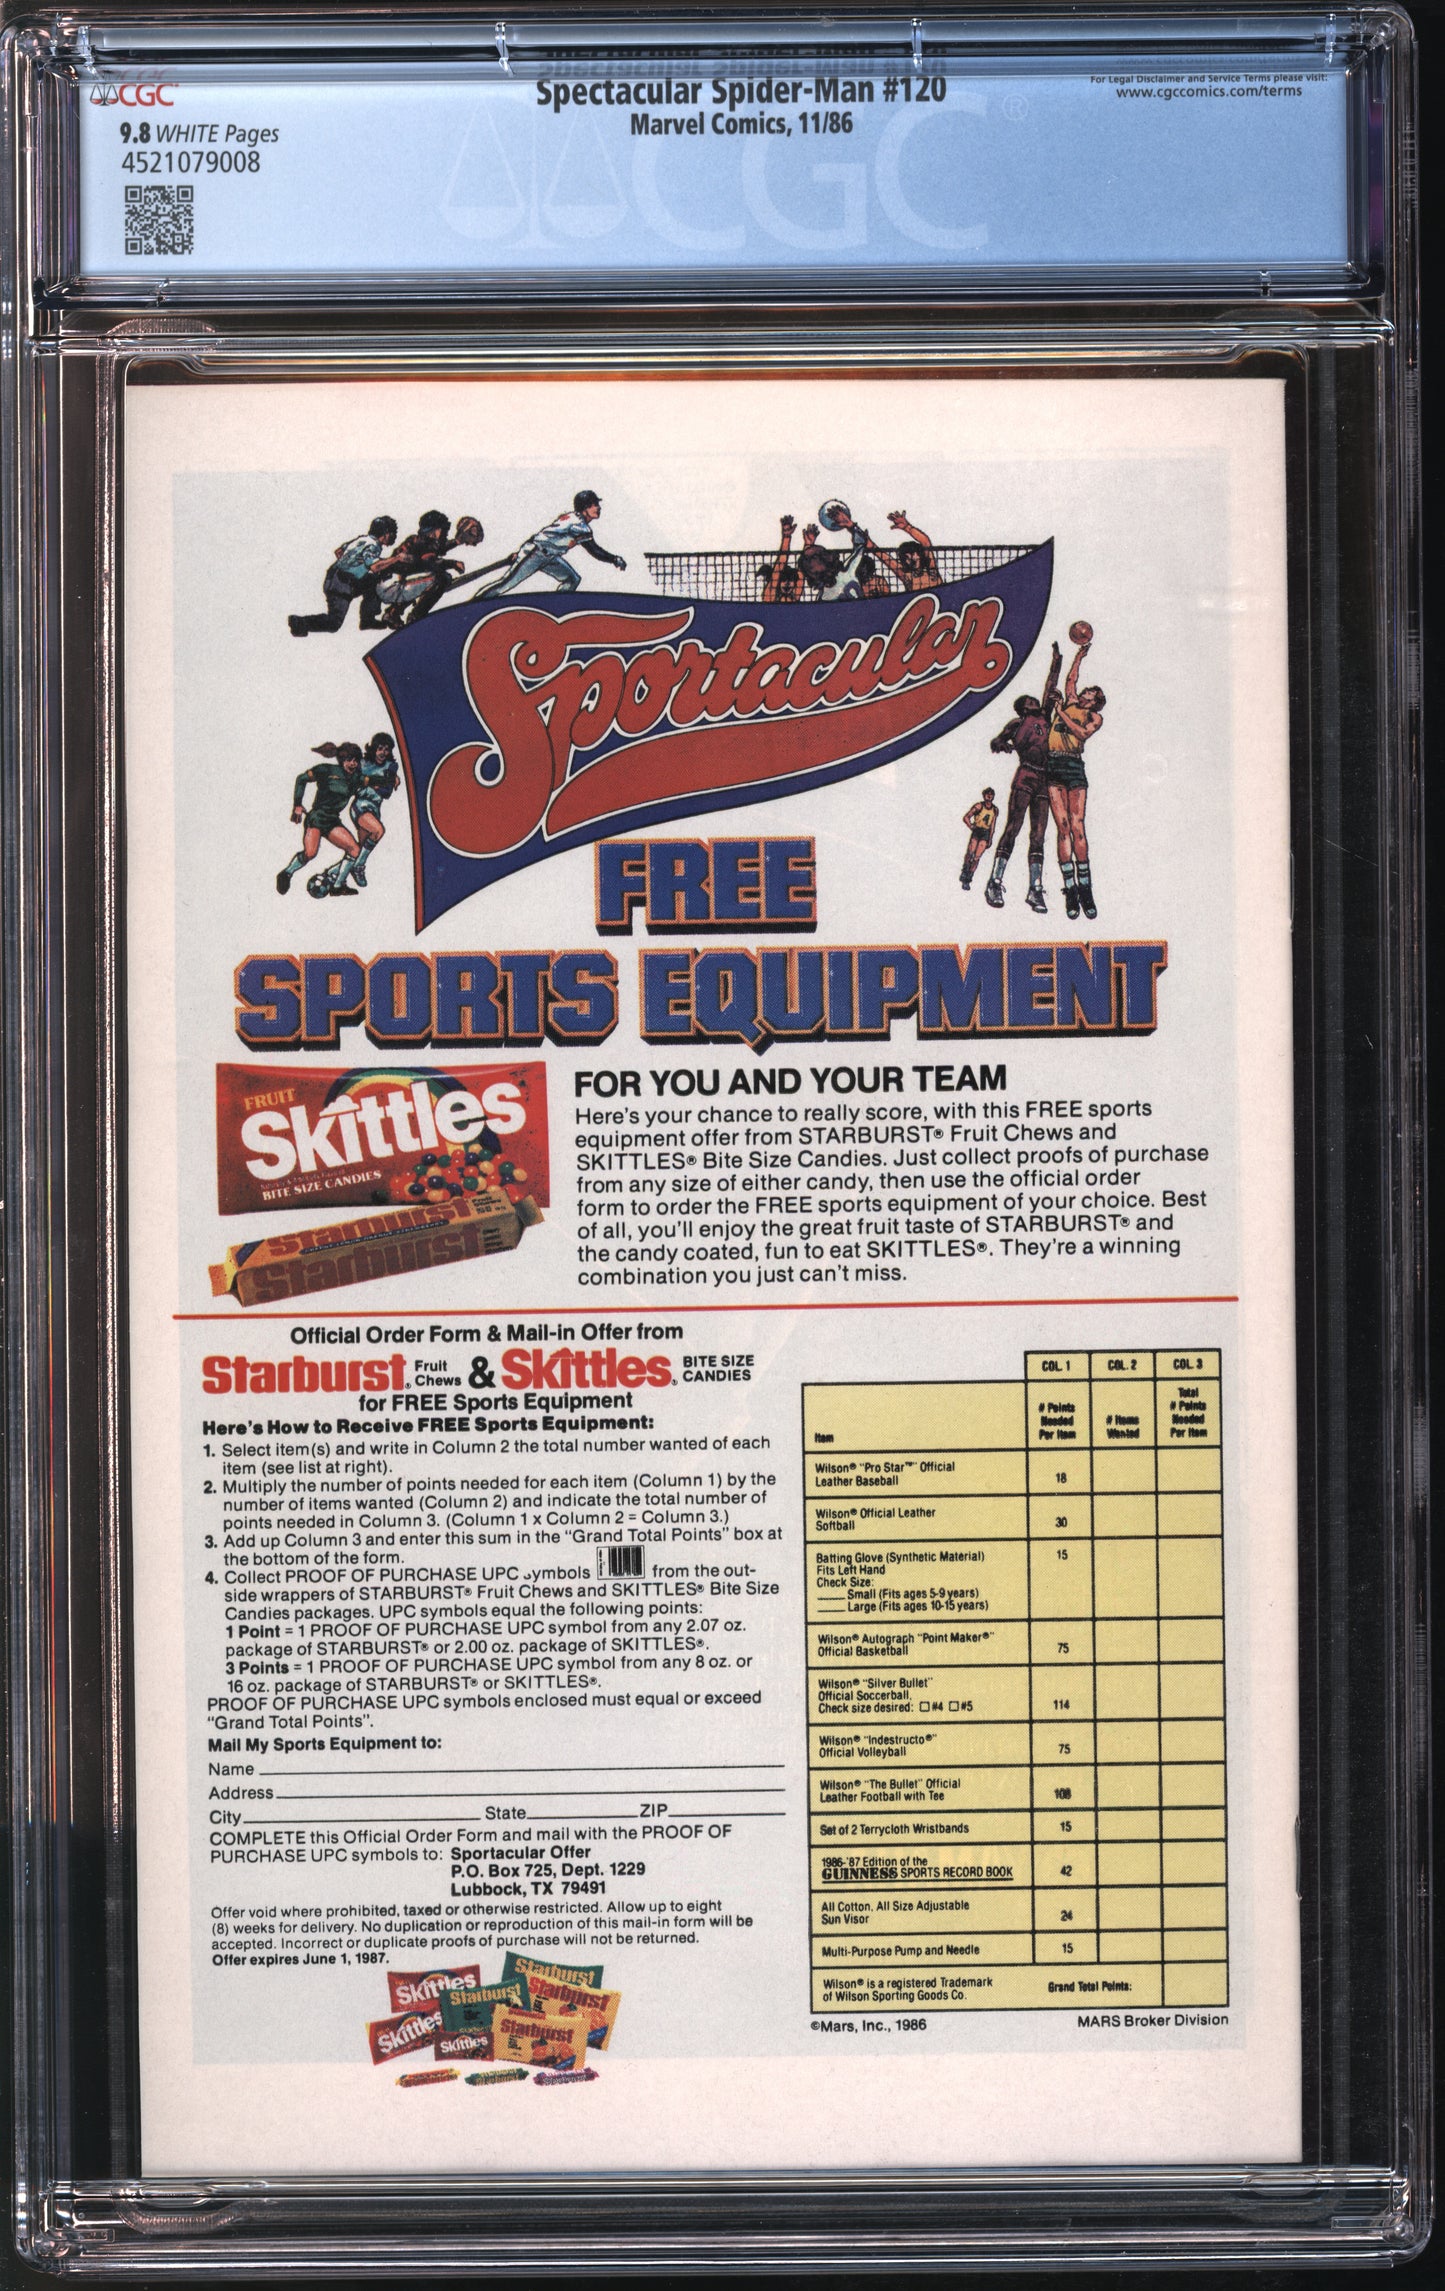 CGC
Spectacular Spider-Man #120
Marvel Comics, 11/86
For Legal Disclaimer and Service Terms please visit:
www.cgccomics.com/terms
9.8 WHITE Pages
4521079008
CGC®
Sportacular
FREE
SPORTS EQUIPMENT
FRUIT
Skittles
BITE SIZE CANDIES
Starburst
Starburst
FOR YOU AND YOUR TEAM
Here's your chance to really score, with this FREE sports
equipment offer from STARBURST® Fruit Chews and
SKITTLES® Bite Size Candies. Just collect proofs of purchase
from any size of either candy, then use the official order
form to order the FREE sports equipment of your choice. Best
of all, you'll enjoy the great fruit taste of STARBURST® and
the candy coated, fun to eat SKITTLES®. They're a winning
combination you just can't miss.
Official Order Form & Mail-in Offer from
Starburst® Fruit Chews & Skittles® BITE SIZE CANDIES
for FREE Sports Equipment
Here's How to Receive FREE Sports Equipment:
1. Select item(s) and write in Column 2 the total number wanted of each
item (see list at right).
2. Multiply the number of points needed for each item (Column 1) by the
number of items wanted (Column 2) and indicate the total number of
points needed in Column 3. (Column 1 x Column 2 = Column 3.)
3. Add up Column 3 and enter this sum in the "Grand Total Points" box at
the bottom of the form.
4. Collect PROOF OF PURCHASE UPC symbols from the out-
side wrappers of STARBURST® Fruit Chews and SKITTLES® Bite Size
Candies packages. UPC symbols equal the following points:
1 Point = 1 PROOF OF PURCHASE UPC symbol from any 2.07 oz.
package of STARBURST® or 2.00 oz. package of SKITTLES®.
3 Points = 1 PROOF OF PURCHASE UPC symbol from any 8 oz. or
16 oz. package of STARBURST® or SKITTLES®.
PROOF OF PURCHASE UPC symbols enclosed must equal or exceed
"Grand Total Points".
Mail My Sports Equipment to:
Name
Address
City State ZIP
COMPLETE this Official Order Form and mail with the PROOF OF
PURCHASE UPC symbols to: Sportacular Offer
P.O. Box 725, Dept. 1229
Lubbock, TX 79491
Offer void where prohibited, taxed or otherwise restricted. Allow up to eight
(8) weeks for delivery. No duplication or reproduction of this mail-in form will be
accepted. Incorrect or duplicate proofs of purchase will not be returned.
Offer expires June 1, 1987.
Skittles
Starburst
Starburst
Starburst
Skittles
Skittles
Starburst
COL. 1 COL. 2 COL. 3
Item # Points Needed Per Item # Items Wanted Total # Points Needed Per Item
Wilson® "Pro Star™" Official
Leather Baseball 18
Wilson® Official Leather
Softball 30
Batting Glove (Synthetic Material) 15
Fits Left Hand
Check Size:
Small (Fits ages 5-9 years)
Large (Fits ages 10-15 years)
Wilson® Autograph "Point Maker®"
Official Basketball 75
Wilson® "Silver Bullet"
Official Soccerball,
Check size desired: #4 #5 114
Wilson® "Indestructo®"
Official Volleyball 75
Wilson® "The Bullet" Official
Leather Football with Tee 108
Set of 2 Terrycloth Wristbands 15
1986-'87 Edition of the
GUINNESS SPORTS RECORD BOOK 42
All Cotton, All Size Adjustable
Sun Visor 24
Multi-Purpose Pump and Needle 15
Wilson® is a registered Trademark
of Wilson Sporting Goods Co. Grand Total Points:
©Mars, Inc., 1986 MARS Broker Division